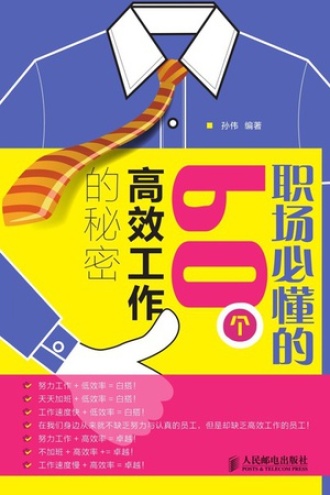 孙伟 编著
职场必懂的
60个
高效工作
的秘密
努力工作+低效率=白搭！
天天加班+低效率=白搭！
工作速度快+低效率=白搭！
在我们身边从来就不缺乏努力与认真的员工，但是却缺乏高效工作的员工！
努力工作+高效率=卓越！
不加班+高效率+=卓越！
工作速度慢+高效率=卓越！
人民邮电出版社
POSTS & TELECOM PRESS